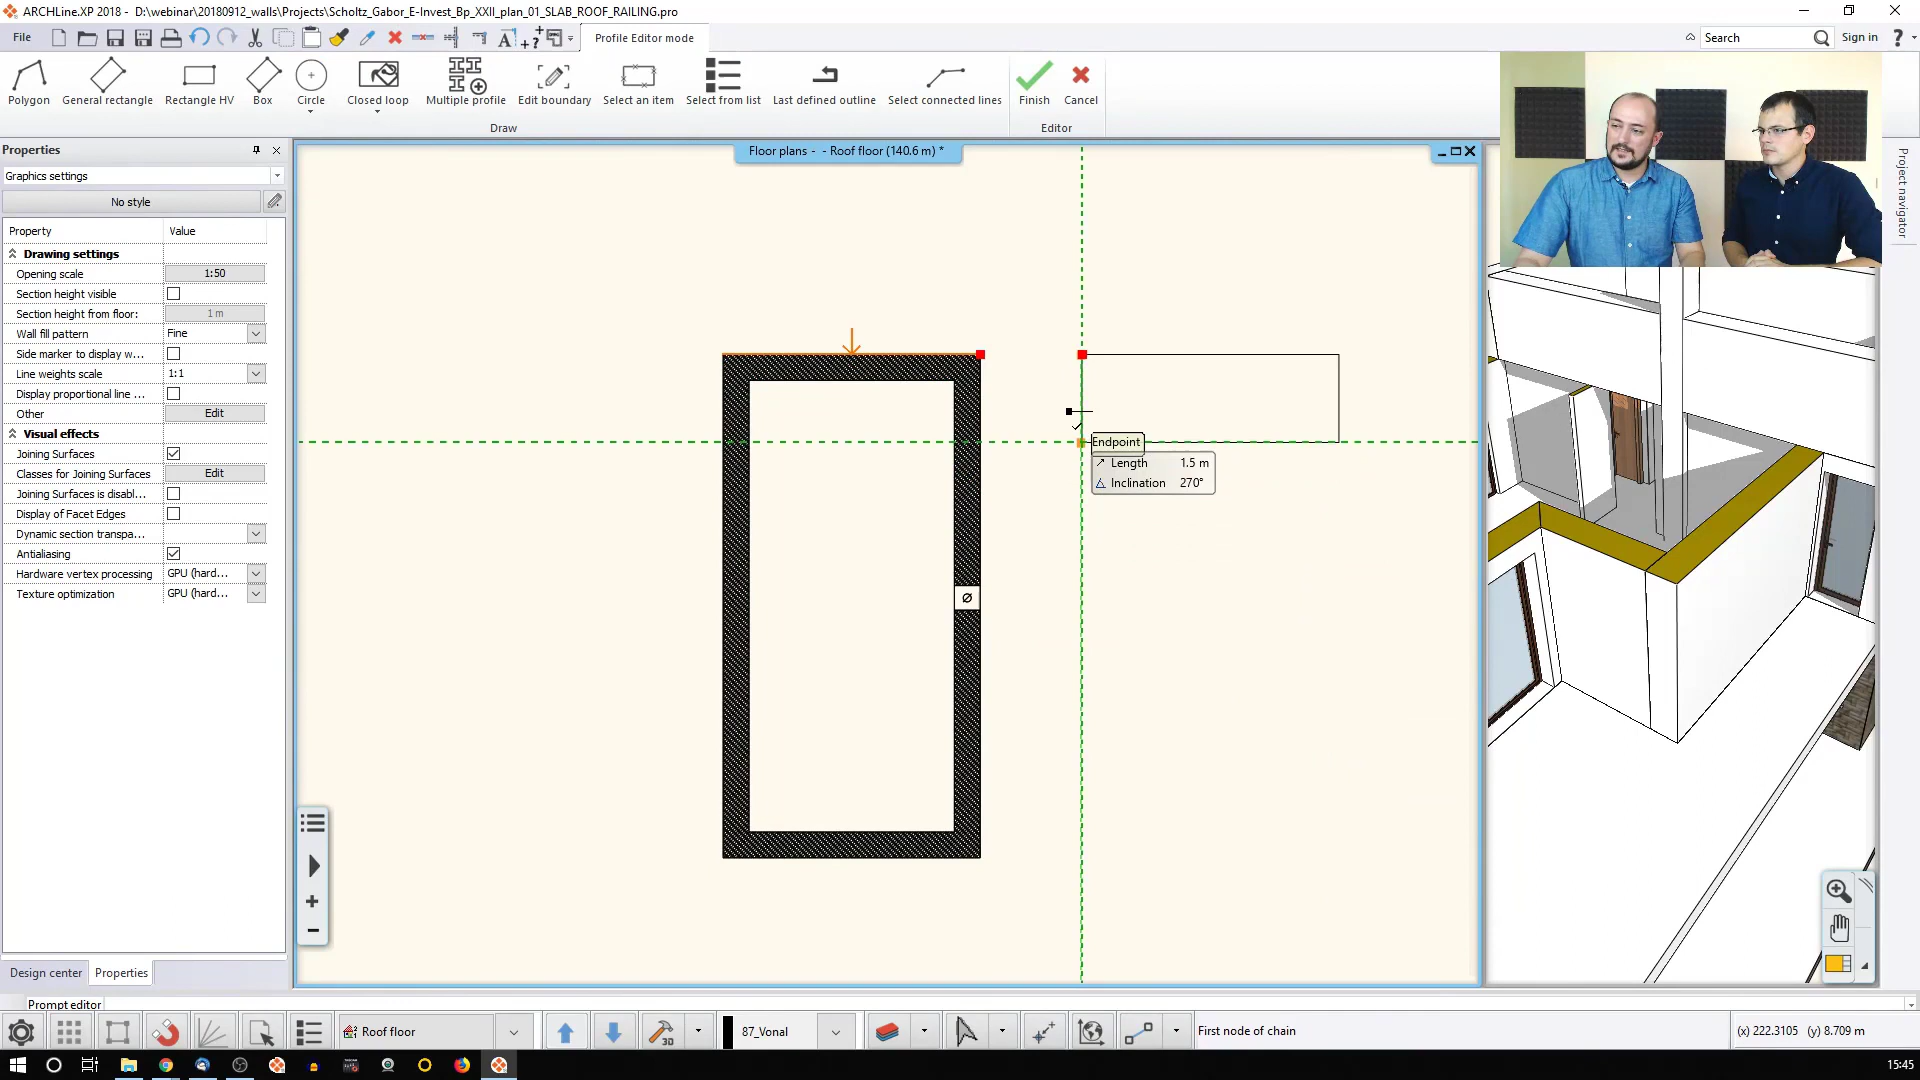 ARCHLine.XP 2018 - D:\webinar\20180912_walls\Projects\Scholtz_Gabor_E-Invest_Bp_XXII_plan_01_SLAB_ROOF_RAILING.pro
File
Profile Editor mode
Search
Sign in
?
Polygon
General rectangle
Rectangle HV
Box
Circle
Closed loop
Multiple profile
Edit boundary
Select an item
Select from list
Last defined outline
Select connected lines
Finish
Cancel
Draw
Editor
Properties
Graphics settings
No style
Property Value
Drawing settings
Opening scale 1:50
Section height visible
Section height from floor: 1 m
Wall fill pattern Fine
Side marker to display w...
Line weights scale 1:1
Display proportional line ...
Other Edit
Visual effects
Joining Surfaces
Classes for Joining Surfaces Edit
Joining Surfaces is disabl...
Display of Facet Edges
Dynamic section transpa...
Antialiasing
Hardware vertex processing GPU (hard...
Texture optimization GPU (hard...
Design center
Properties
Floor plans - - Roof floor (140.6 m) *
Endpoint
Length 1.5 m
Inclination 270°
Project navigator
Prompt editor
Roof floor
3D
87_Vonal
First node of chain
(x) 222.3105 (y) 8.709 m
15:45